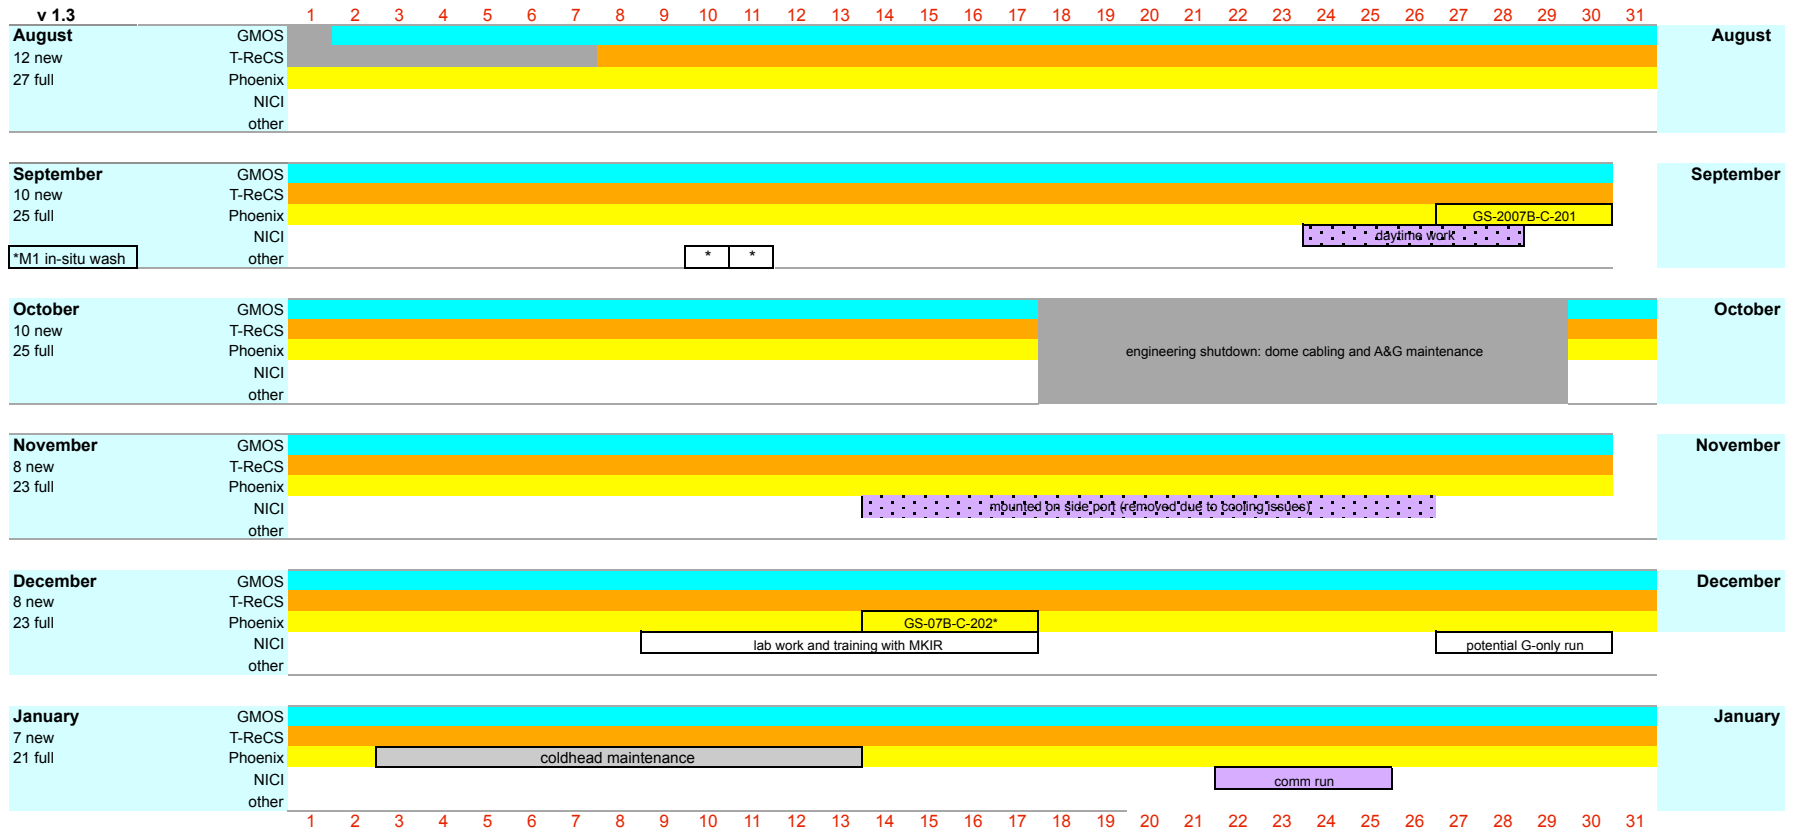 v 1.3 1 2 3 4 5 6 7 8 9 10 11 12 13 14 15 16 17 18 19 20 21 22 23 24 25 26 27 28 29 30 31
August GMOS August
12 new T-ReCS
27 full Phoenix
NICI
other
September GMOS September
10 new T-ReCS
25 full Phoenix GS-2007B-C-201
NICI daytime work
*M1 in-situ wash other * *
October GMOS October
10 new T-ReCS
25 full Phoenix engineering shutdown: dome cabling and A&G maintenance
NICI
other
November GMOS November
8 new T-ReCS
23 full Phoenix
NICI mounted on side port (removed due to cooling issues)
other
December GMOS December
8 new T-ReCS
23 full Phoenix GS-07B-C-202*
NICI lab work and training with MKIR potential G-only run
other
January GMOS January
7 new T-ReCS
21 full Phoenix coldhead maintenance
NICI comm run
other
1 2 3 4 5 6 7 8 9 10 11 12 13 14 15 16 17 18 19 20 21 22 23 24 25 26 27 28 29 30 31